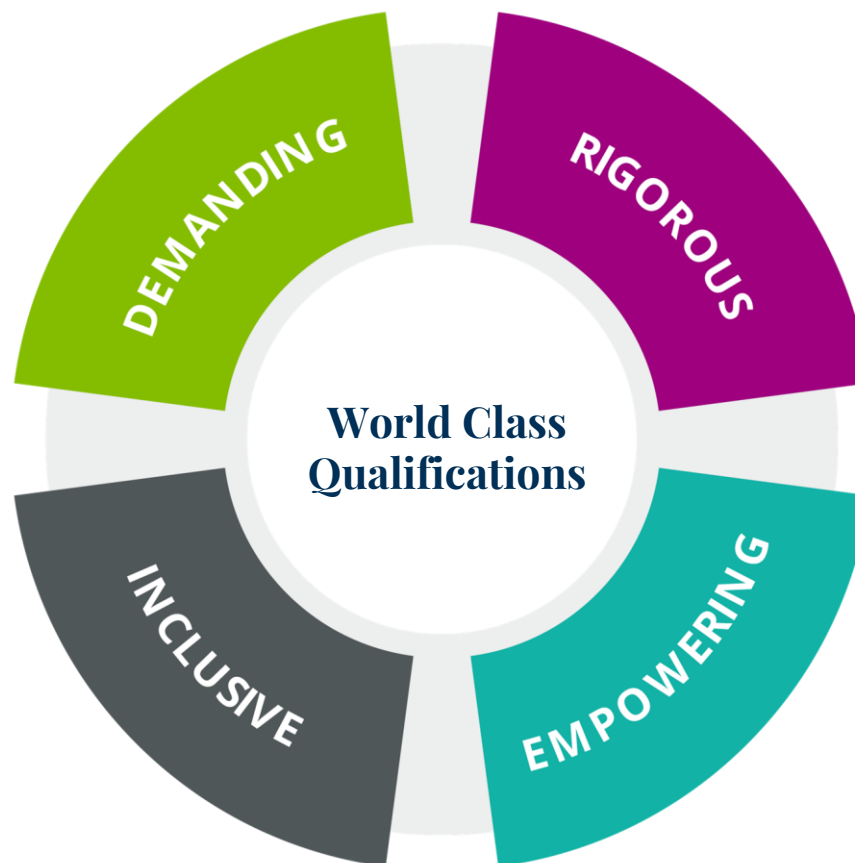 DEMANDING
RIGOROUS
World Class
Qualifications
INCLUSIVE
EMPOWERING